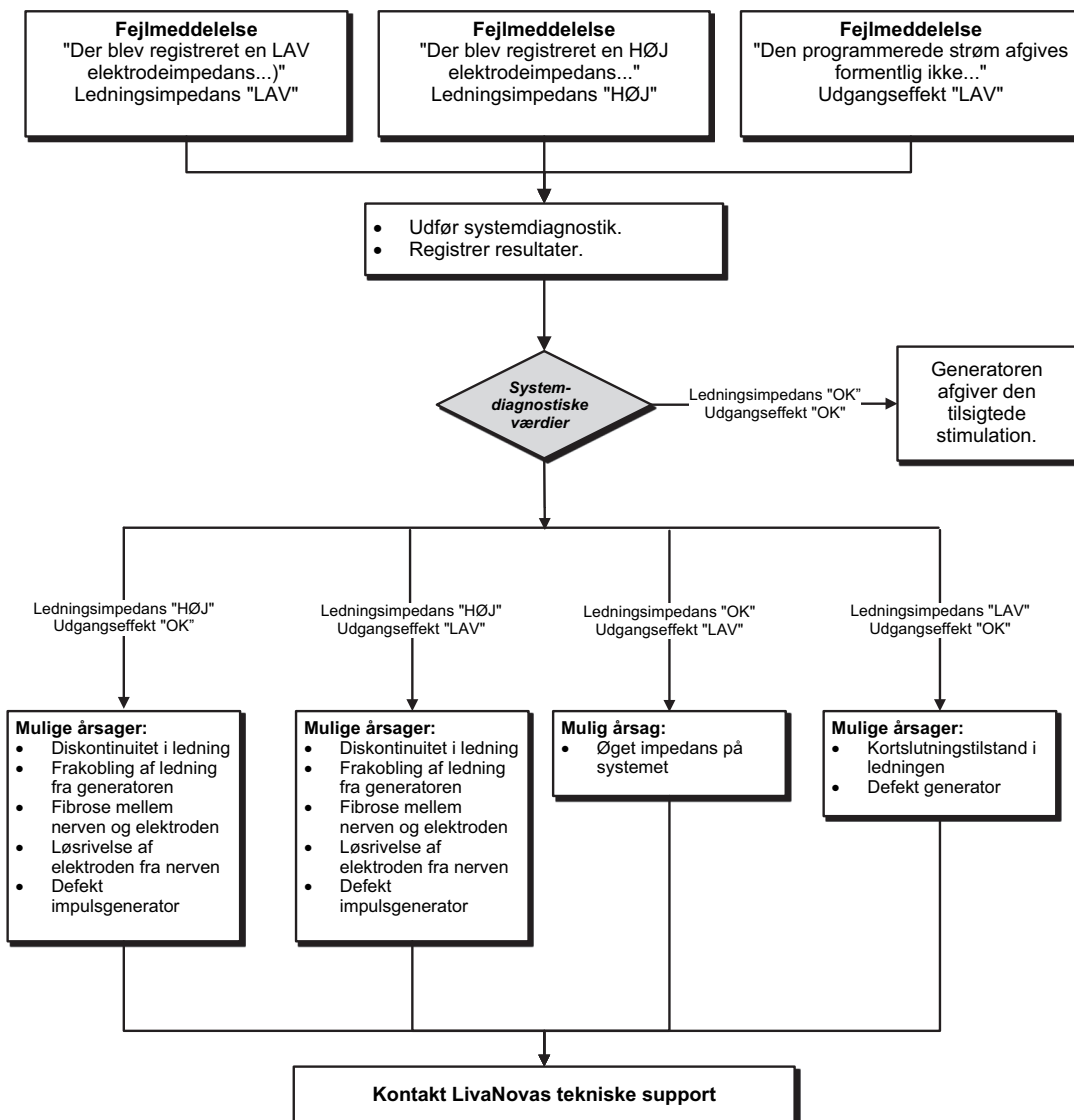 Fejlmeddelelse
"Der blev registreret en LAV
elektrodeimpedans...)"
Ledningsimpedans "LAV"
Fejlmeddelelse
"Der blev registreret en HØJ
elektrodeimpedans..."
Ledningsimpedans "HØJ"
Fejlmeddelelse
"Den programmerede strøm afgives
formentlig ikke..."
Udgangseffekt "LAV"
• Udfør systemdiagnostik.
• Registrer resultater.
System-
diagnostiske
værdier
Ledningsimpedans "OK”
Udgangseffekt "OK"
Generatoren
afgiver den
tilsigtede
stimulation.
Ledningsimpedans "HØJ"
Udgangseffekt "OK”
Ledningsimpedans "HØJ"
Udgangseffekt "LAV"
Ledningsimpedans "OK"
Udgangseffekt "LAV"
Ledningsimpedans "LAV"
Udgangseffekt "OK"
Mulige årsager:
• Diskontinuitet i ledning
• Frakobling af ledning
fra generatoren
• Fibrose mellem
nerven og elektroden
• Løsrivelse af
elektroden fra nerven
• Defekt
impulsgenerator
Mulige årsager:
• Diskontinuitet i ledning
• Frakobling af ledning
fra generatoren
• Fibrose mellem
nerven og elektroden
• Løsrivelse af
elektroden fra nerven
• Defekt
impulsgenerator
Mulig årsag:
• Øget impedans på
systemet
Mulige årsager:
• Kortslutningstilstand i
ledningen
• Defekt generator
Kontakt LivaNovas tekniske support